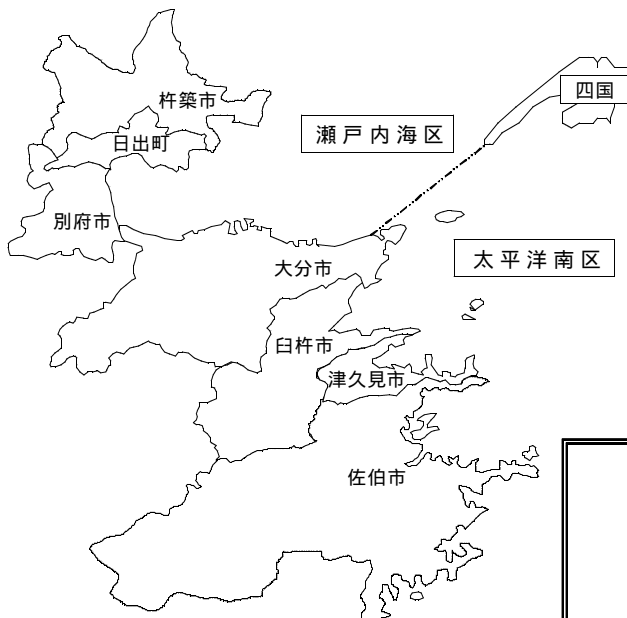 四国
杵築市
瀬戸内海区
日出町
別府市
太平洋南区
大分市
臼杵市
津久見市
佐伯市